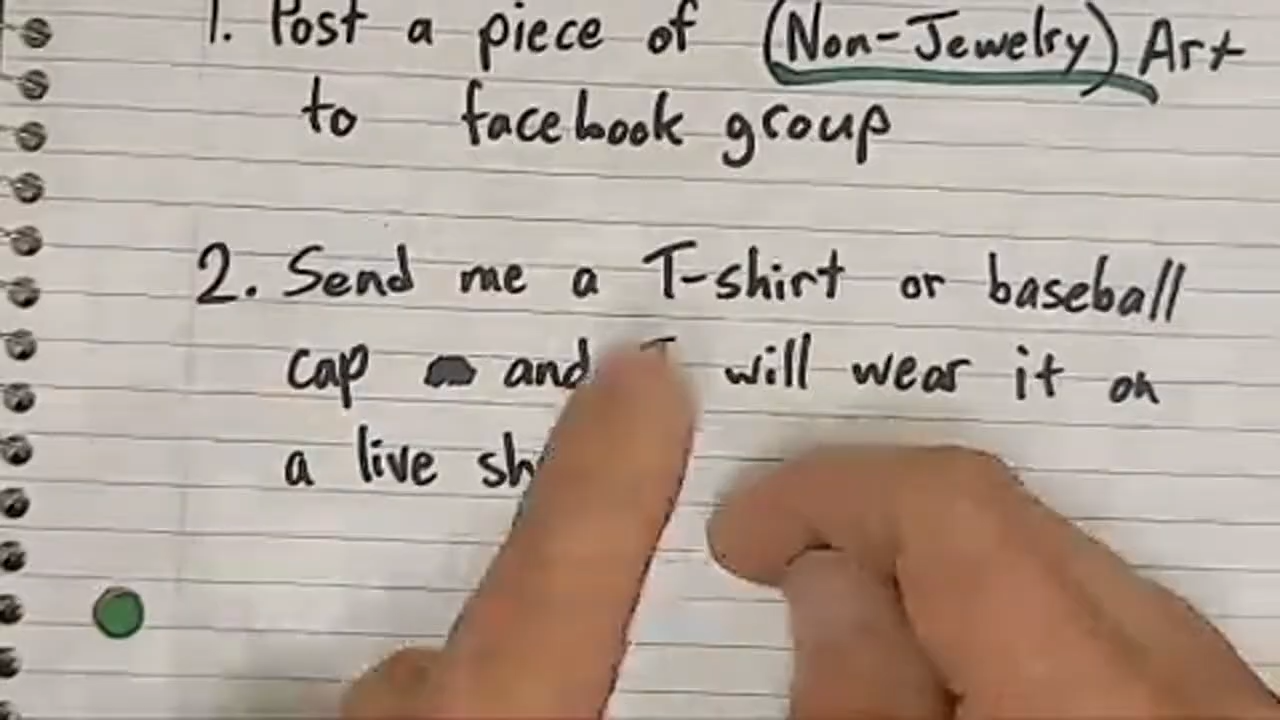 1. Post a piece of (Non-Jewelry) Art
to facebook group
2. Send me a T-shirt or baseball
cap and I will wear it on
a live